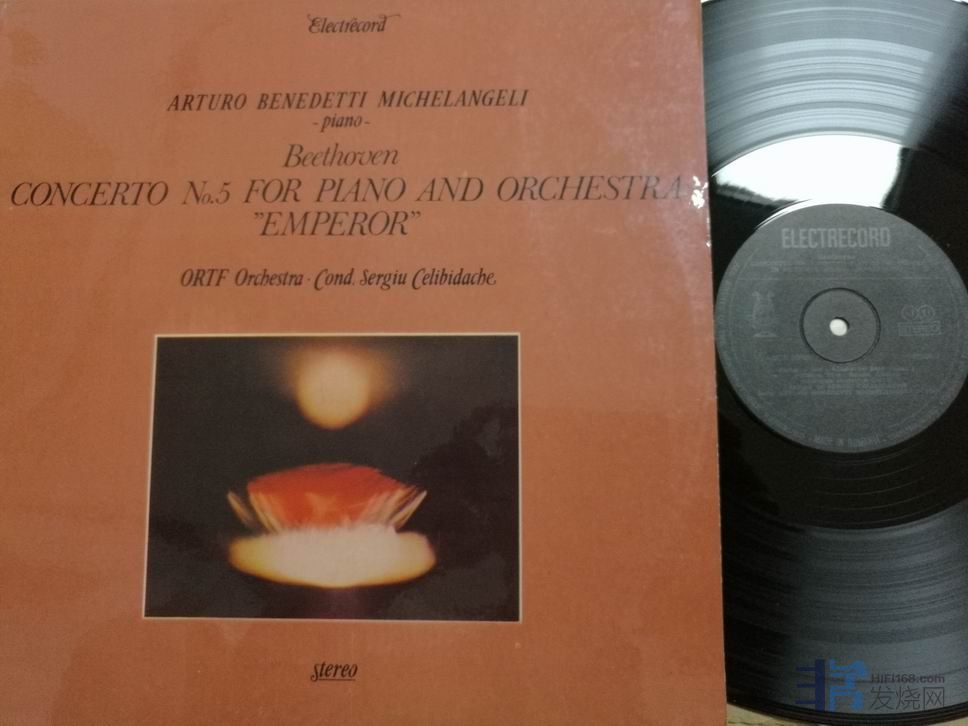 Electrecord
ARTURO BENEDETTI MICHELANGELI
-piano-
Beethoven
CONCERTO No.5 FOR PIANO AND ORCHESTRA
"EMPEROR"
ORTF Orchestra · Cond. Sergiu Celibidache
stereo
ELECTRECORD
MADE IN ROMANIA
HIFI168.com
发烧网